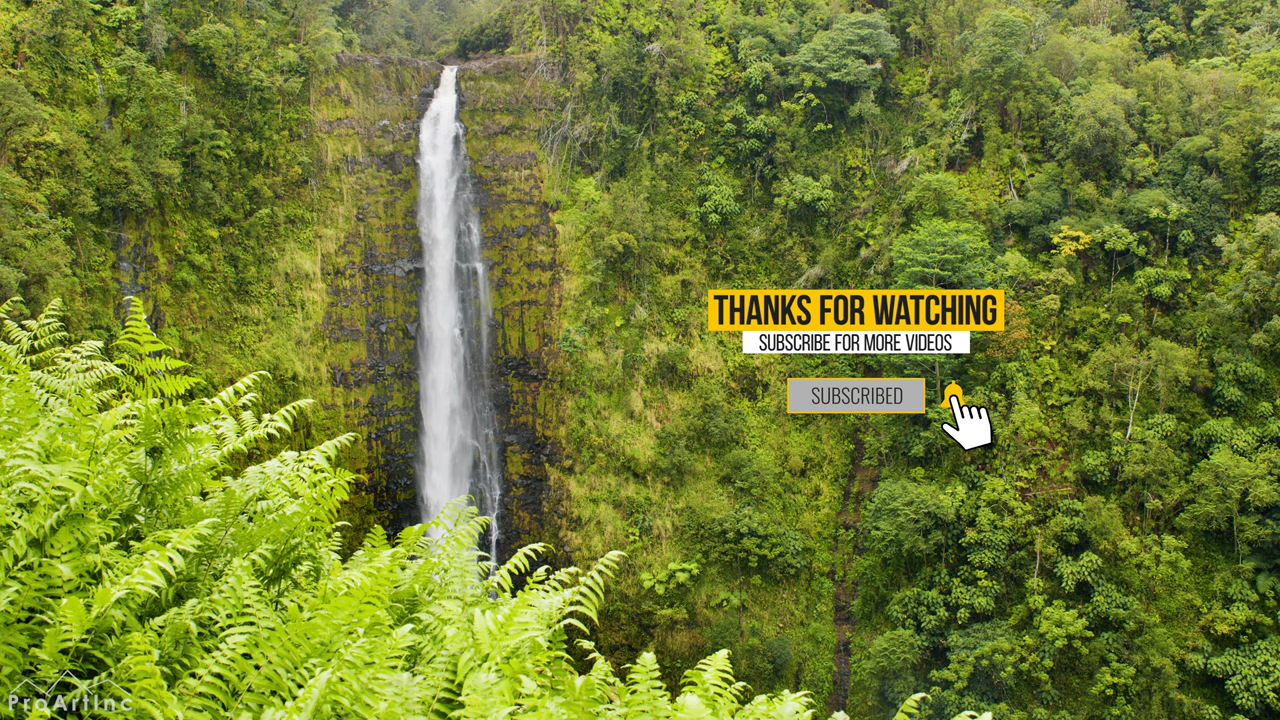 THANKS FOR WATCHING
SUBSCRIBE FOR MORE VIDEOS
SUBSCRIBED
ProArtInc